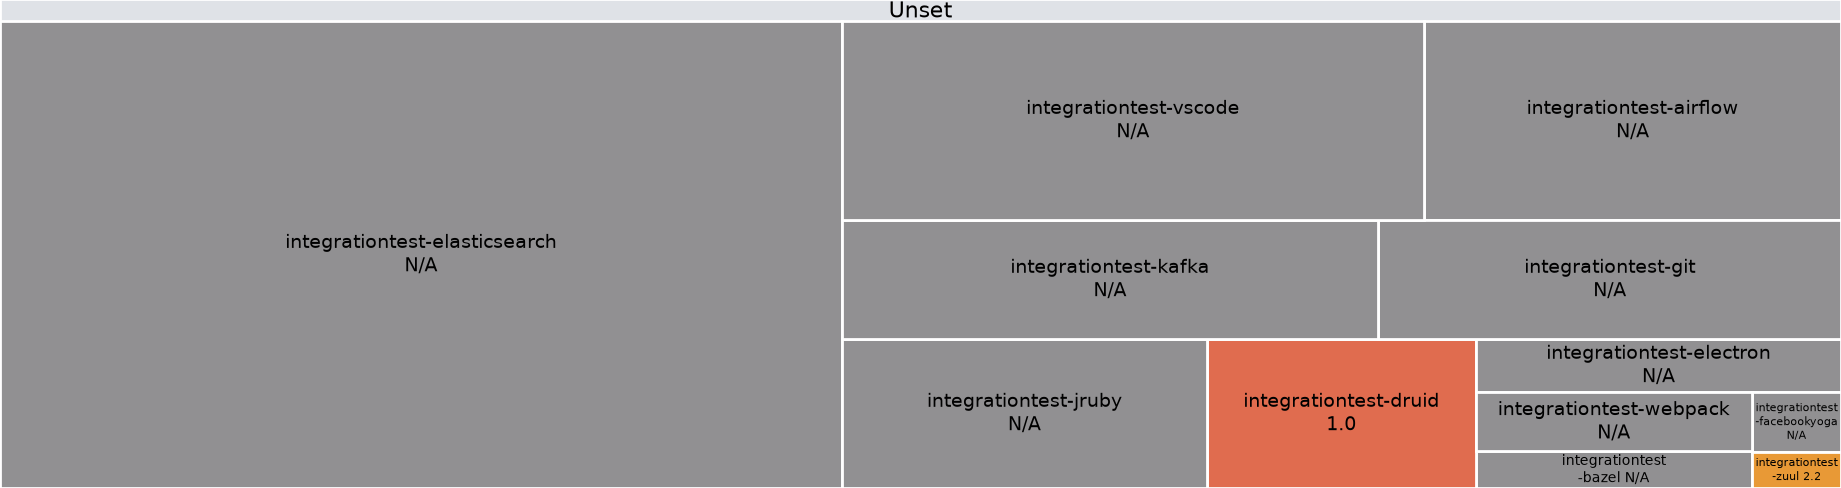 Unset
integrationtest-elasticsearch
N/A
integrationtest-vscode
N/A
integrationtest-airflow
N/A
integrationtest-kafka
N/A
integrationtest-git
N/A
integrationtest-jruby
N/A
integrationtest-druid
1.0
integrationtest-electron
N/A
integrationtest-webpack
N/A
integrationtest
-facebookyoga
N/A
integrationtest
-bazel N/A
integrationtest
-zuul 2.2